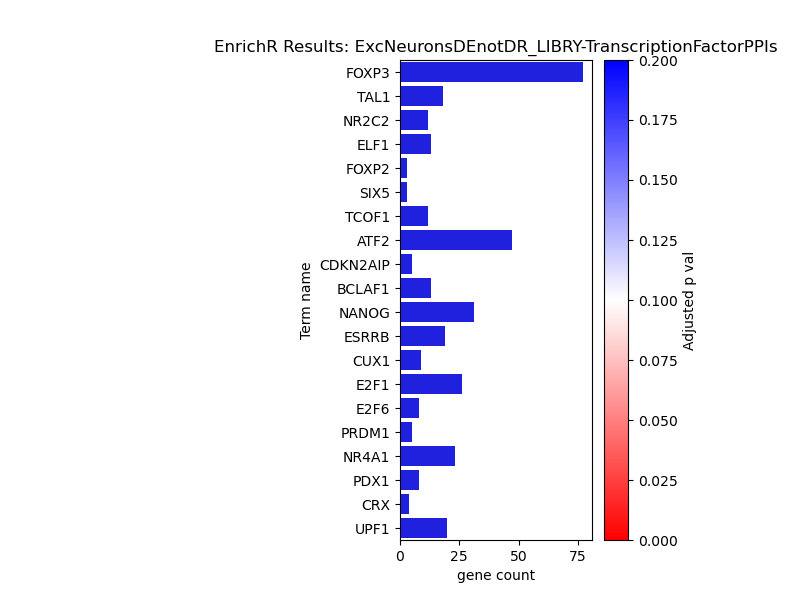 EnrichR Results: ExcNeuronsDEnotDR_LIBRY-TranscriptionFactorPPIs
Term name
FOXP3
TAL1
NR2C2
ELF1
FOXP2
SIX5
TCOF1
ATF2
CDKN2AIP
BCLAF1
NANOG
ESRRB
CUX1
E2F1
E2F6
PRDM1
NR4A1
PDX1
CRX
UPF1
0 25 50 75
gene count
0.200
0.175
0.150
0.125
0.100
0.075
0.050
0.025
0.000
Adjusted p val